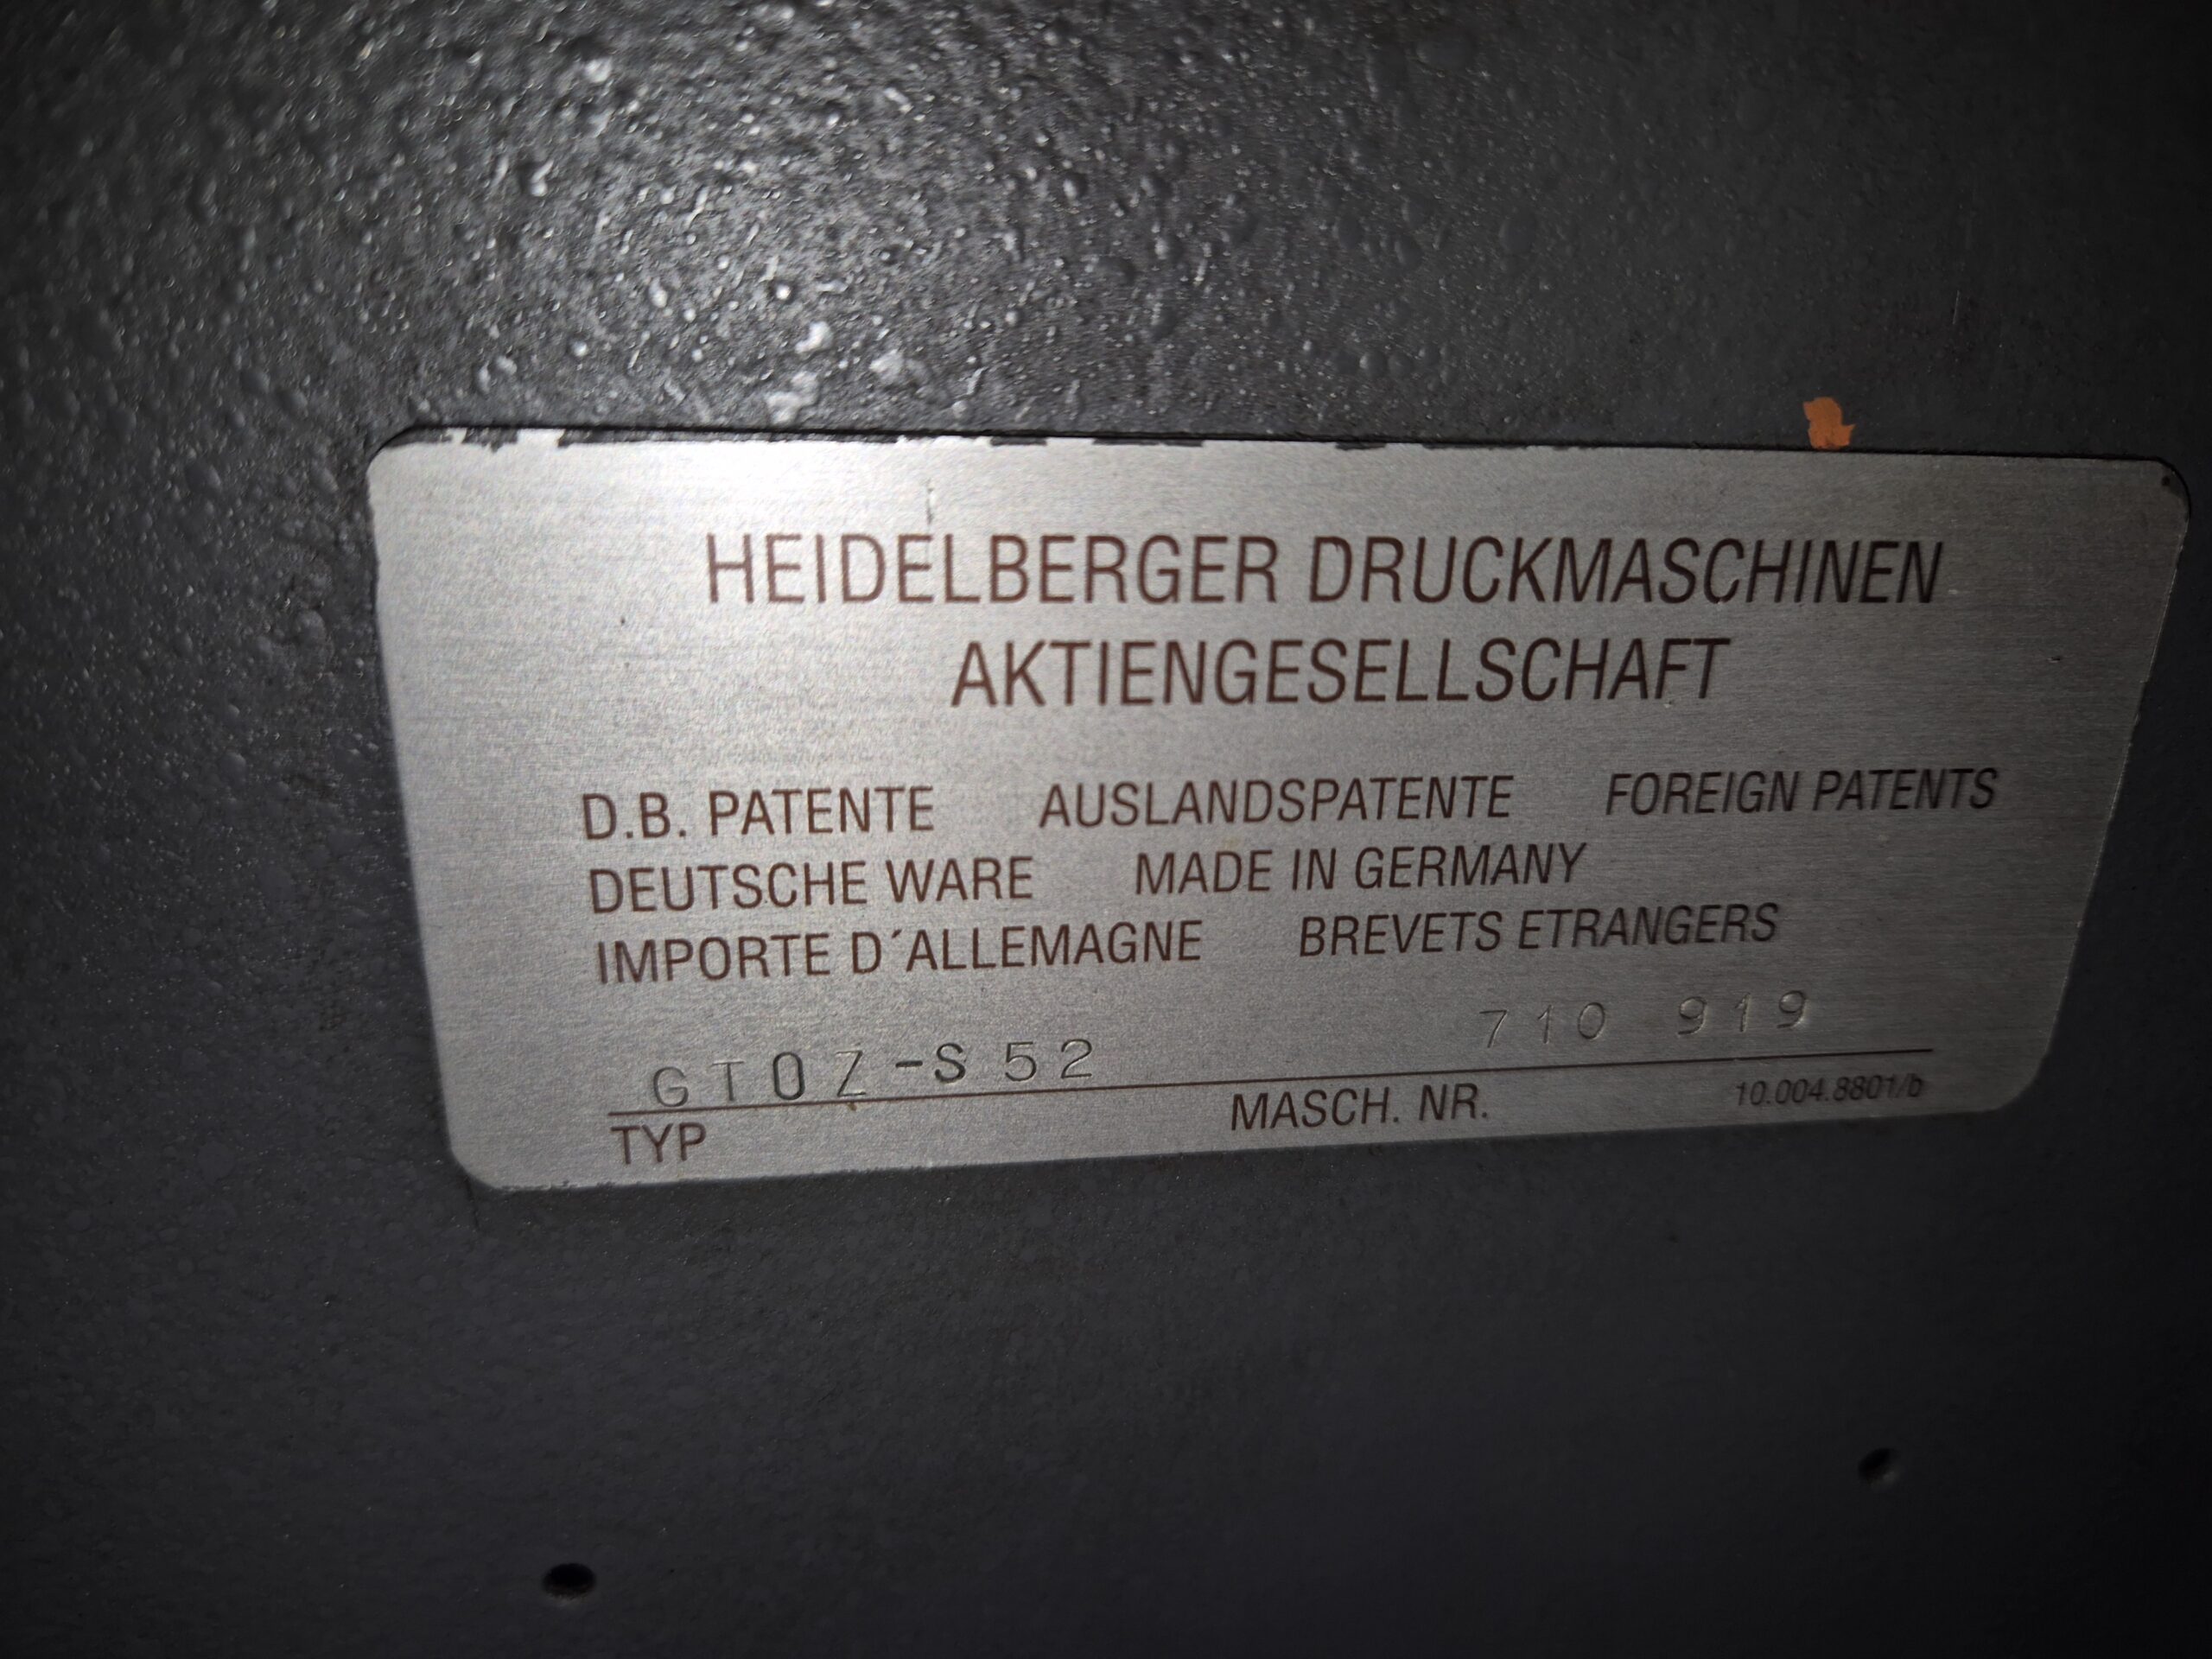 HEIDELBERGER DRUCKMASCHINEN
AKTIENGESELLSCHAFT
D.B. PATENTE AUSLANDSPATENTE FOREIGN PATENTS
DEUTSCHE WARE MADE IN GERMANY
IMPORTE D´ALLEMAGNE BREVETS ETRANGERS
GTOZ-S 52 710 919
TYP MASCH. NR. 10.004.8801/b